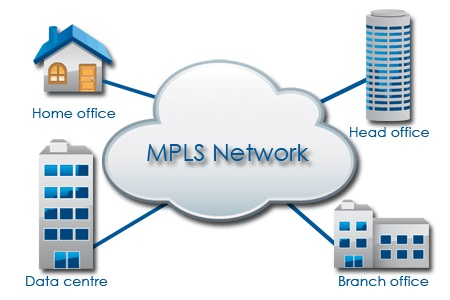 Home office
Head office
MPLS Network
Data centre
Branch office